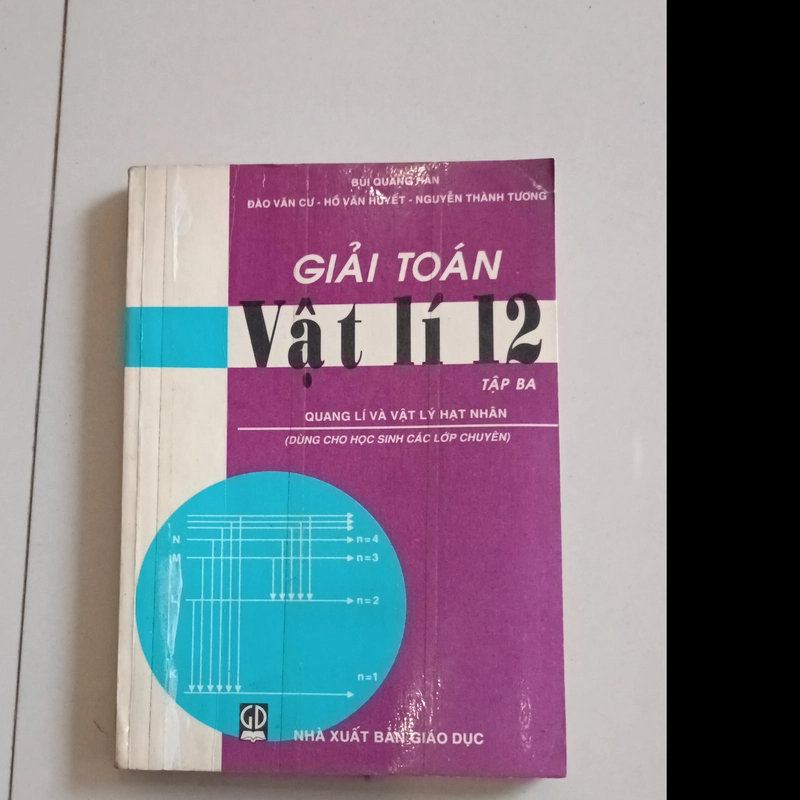 BÙI QUANG HÂN
ĐÀO VĂN CƯ - HỒ VĂN HUYẾT - NGUYỄN THÀNH TƯƠNG
GIẢI TOÁN
Vật lí 12
TẬP BA
QUANG LÍ VÀ VẬT LÝ HẠT NHÂN
(DÙNG CHO HỌC SINH CÁC LỚP CHUYÊN)
N n=4
M n=3
L n=2
n=1
GD
NHÀ XUẤT BẢN GIÁO DỤC